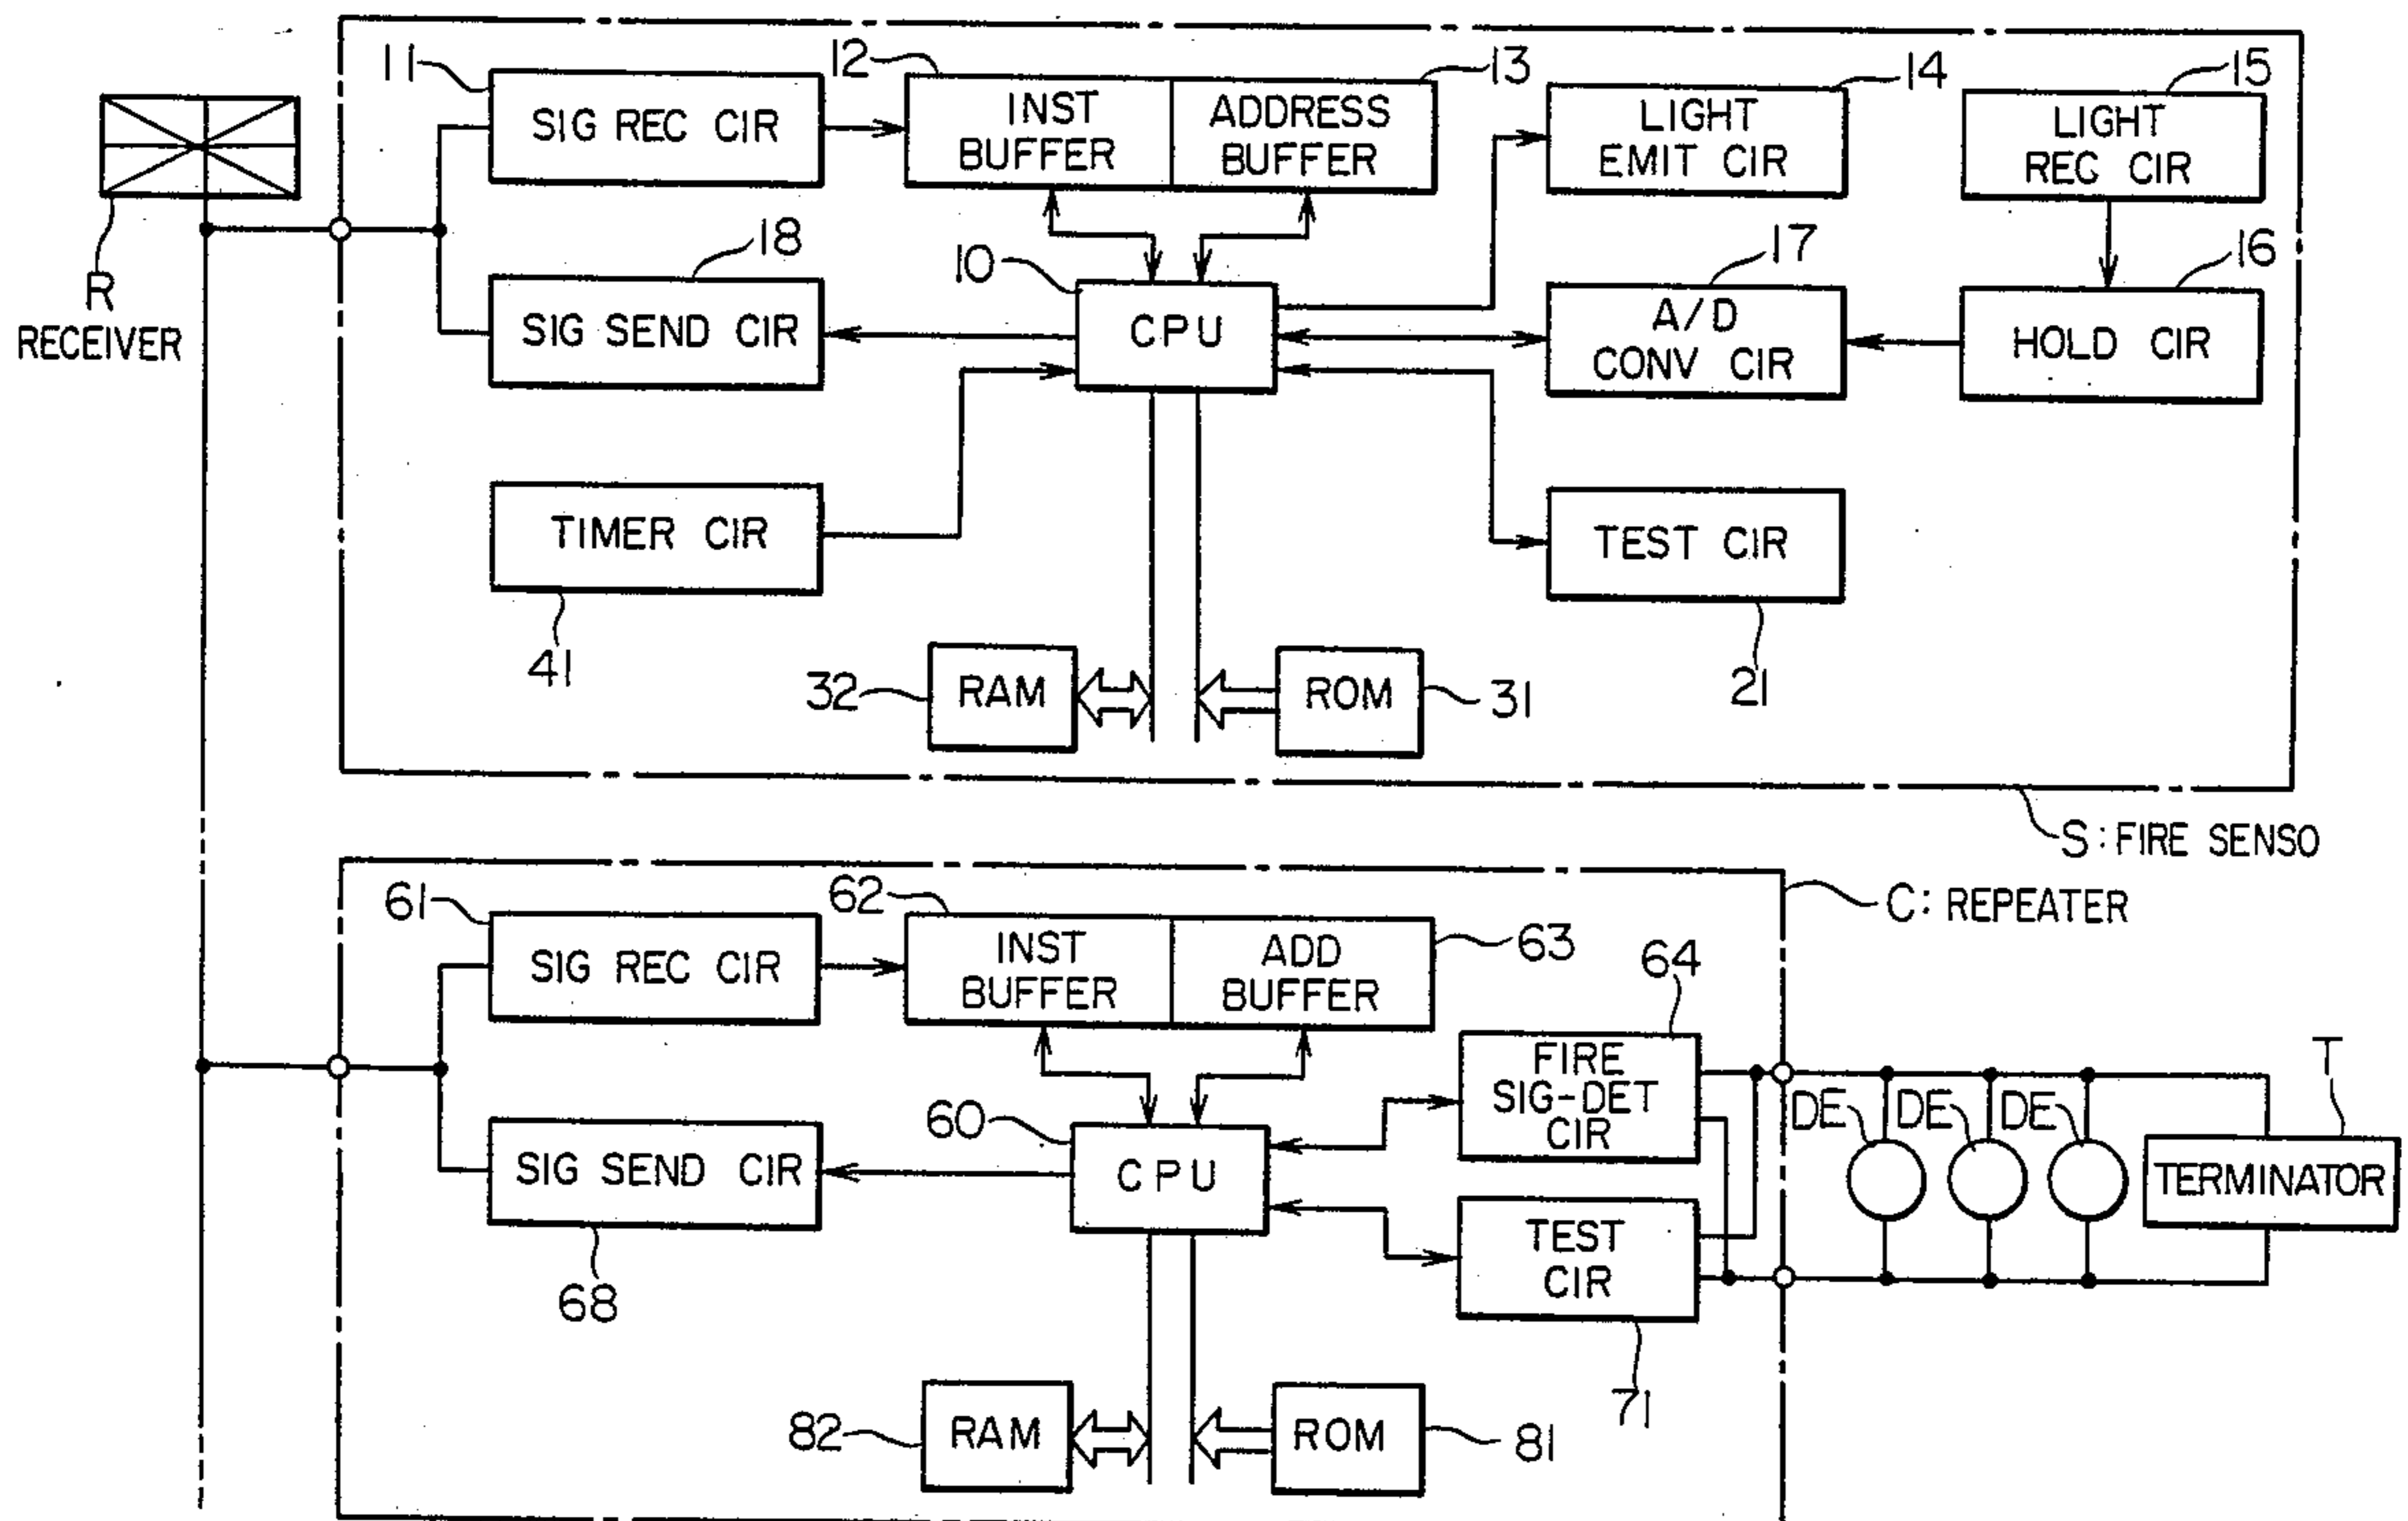 11
12
13
14
15
SIG REC CIR
INST
BUFFER
ADDRESS
BUFFER
LIGHT
EMIT CIR
LIGHT
REC CIR
R
RECEIVER
18
10
17
16
SIG SEND CIR
CPU
A/D
CONV CIR
HOLD CIR
TIMER CIR
TEST CIR
41
21
32
RAM
ROM
31
S: FIRE SENSO
C: REPEATER
61
62
63
64
SIG REC CIR
INST
BUFFER
ADD
BUFFER
FIRE
SIG-DET
CIR
T
60
DE
DE
DE
SIG SEND CIR
CPU
TERMINATOR
TEST
CIR
68
71
82
RAM
ROM
81